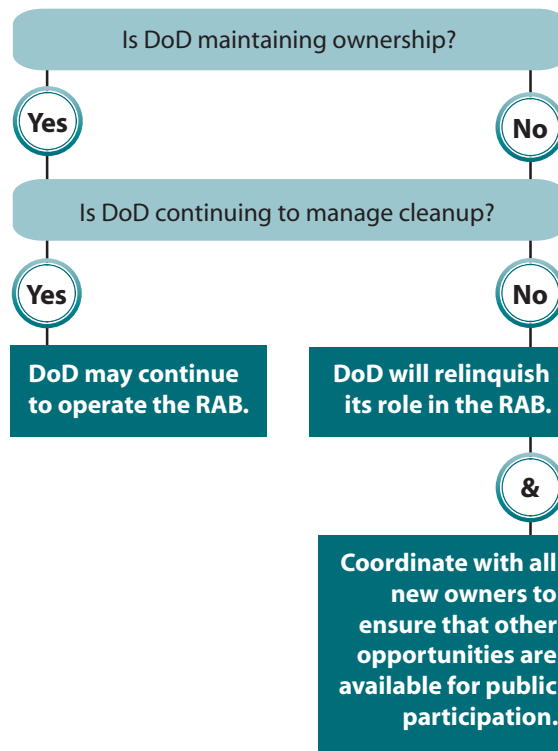 Is DoD maintaining ownership?
Yes
No
Is DoD continuing to manage cleanup?
Yes
No
DoD may continue
to operate the RAB.
DoD will relinquish
its role in the RAB.
&
Coordinate with all
new owners to
ensure that other
opportunities are
available for public
participation.